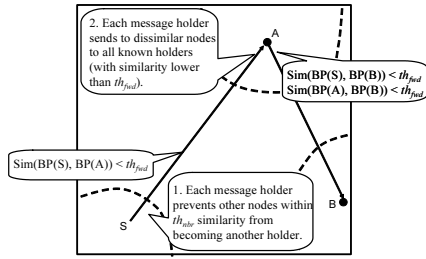 2. Each message holder
sends to dissimilar nodes
to all known holders
(with similarity lower
than th_fwd).
A
Sim(BP(S), BP(B)) < th_fwd
Sim(BP(A), BP(B)) < th_fwd
Sim(BP(S), BP(A)) < th_fwd
1. Each message holder
prevents other nodes within
th_nbr similarity from
becoming another holder.
S
B